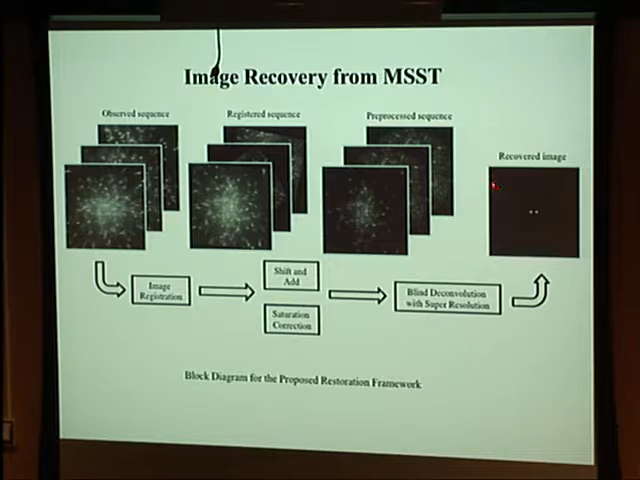 Image Recovery from MSST
Observed sequence
Registered sequence
Preprocessed sequence
Recovered image
Image
Registration
Shift and
Add
Saturation
Correction
Blind Deconvolution
with Super Resolution
Block Diagram for the Proposed Restoration Framework